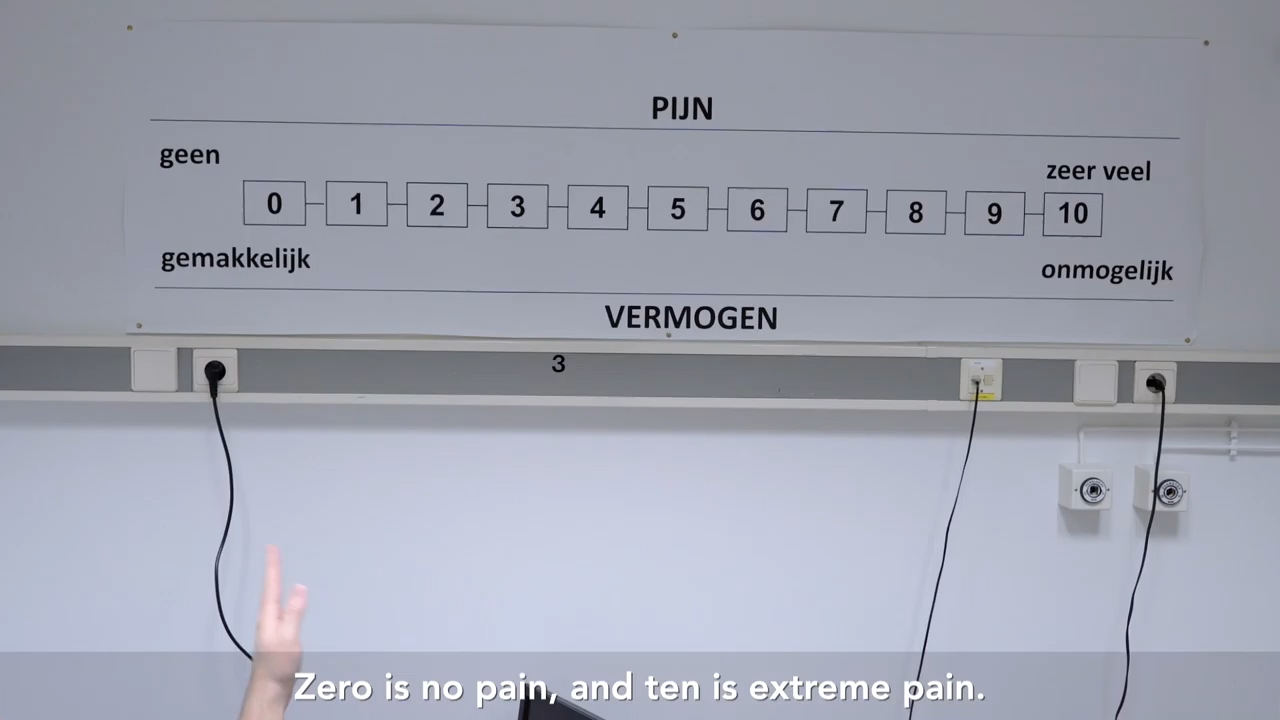 PIJN
geen
zeer veel
0 1 2 3 4 5 6 7 8 9 10
gemakkelijk
onmogelijk
VERMOGEN
3
Zero is no pain, and ten is extreme pain.